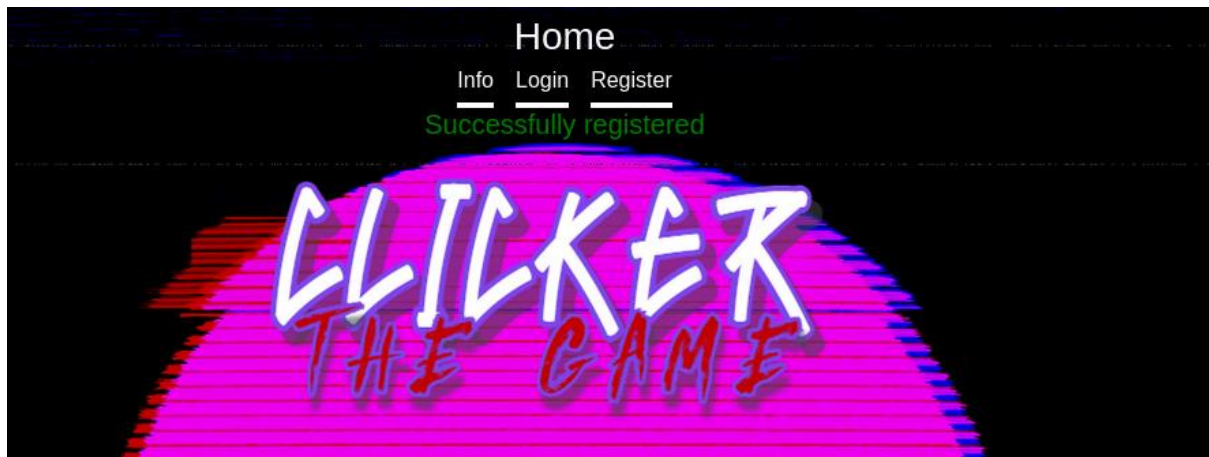 Home
Info Login Register
Successfully registered
CLICKER
THE GAME